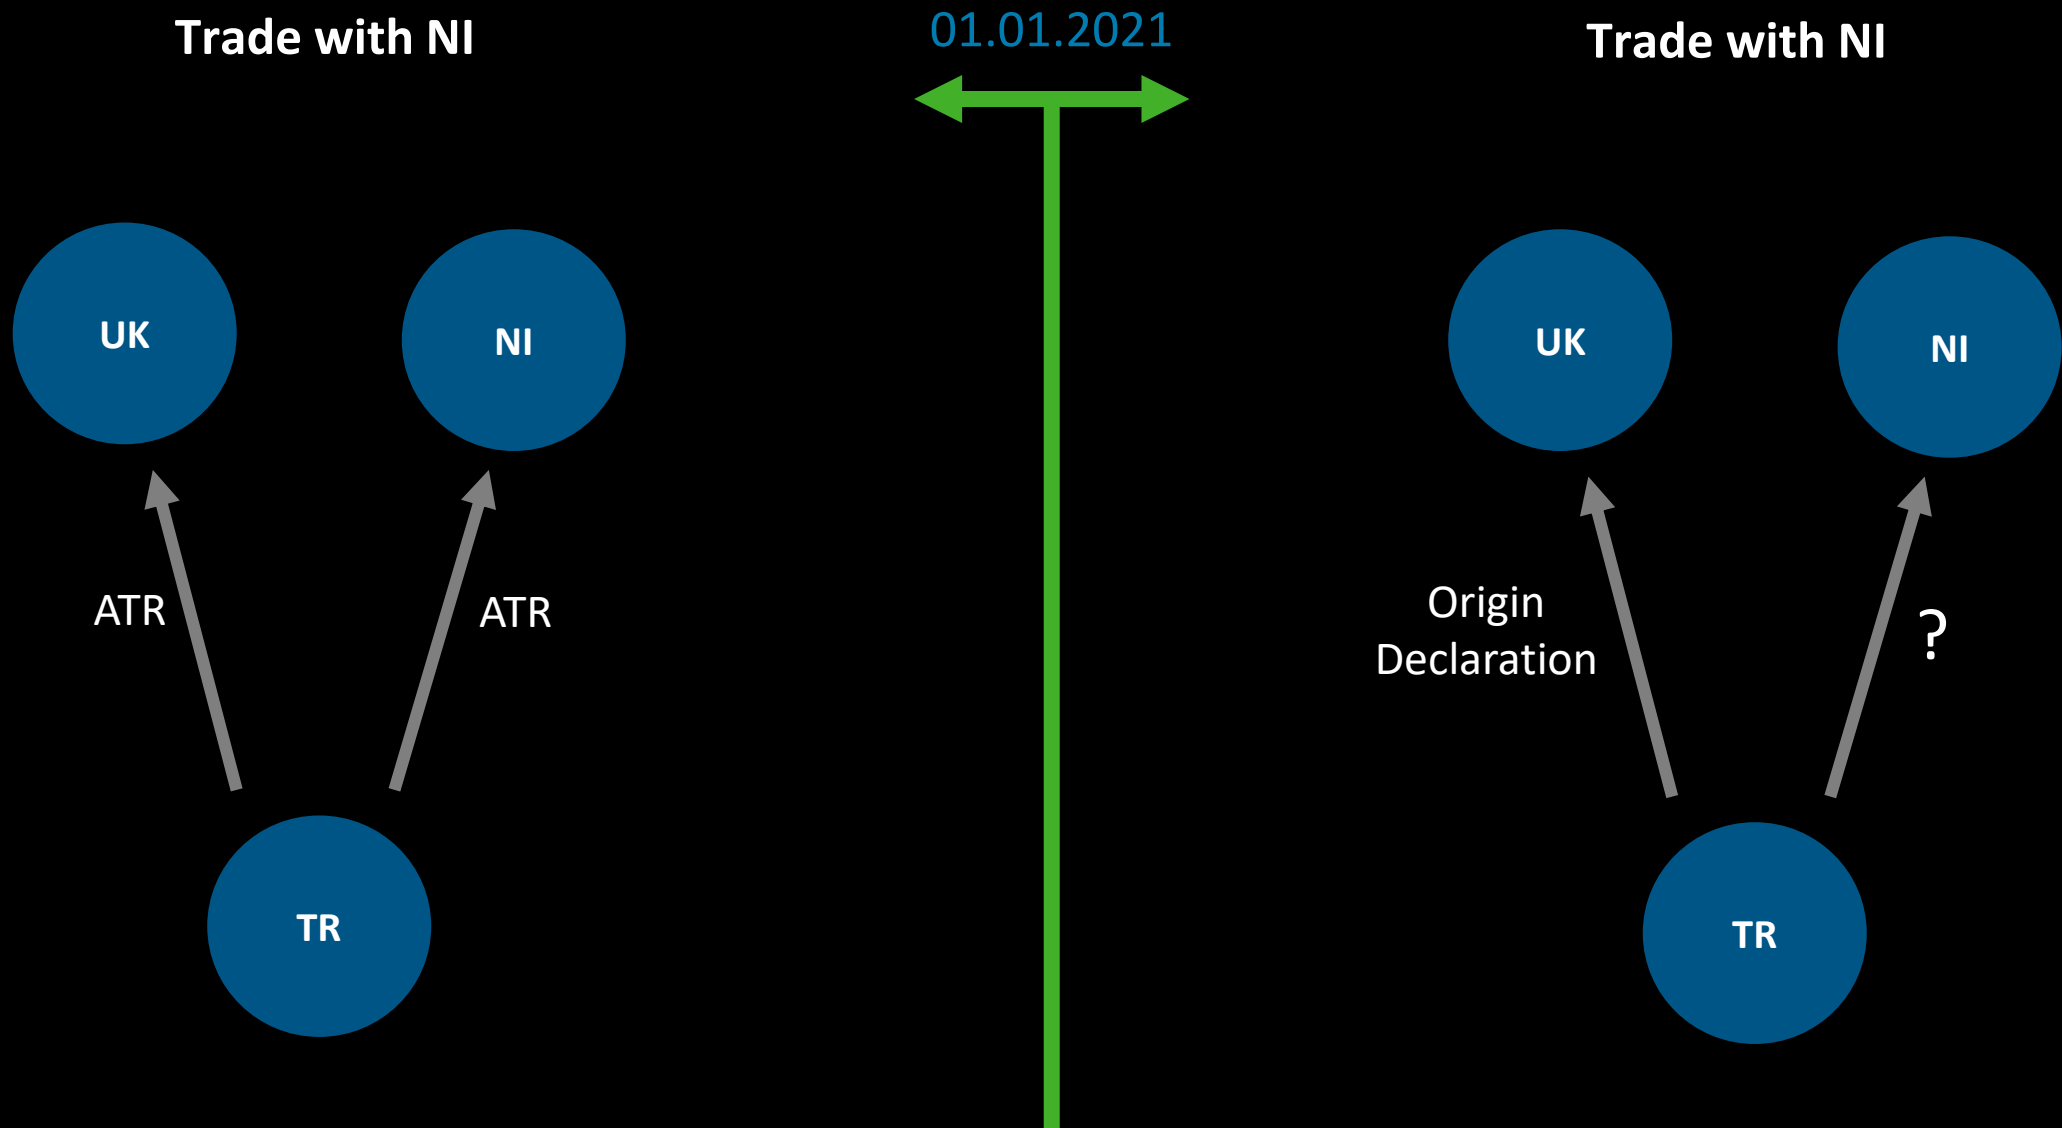 Trade with NI
01.01.2021
Trade with NI
UK
NI
UK
NI
ATR
ATR
Origin
Declaration
?
TR
TR